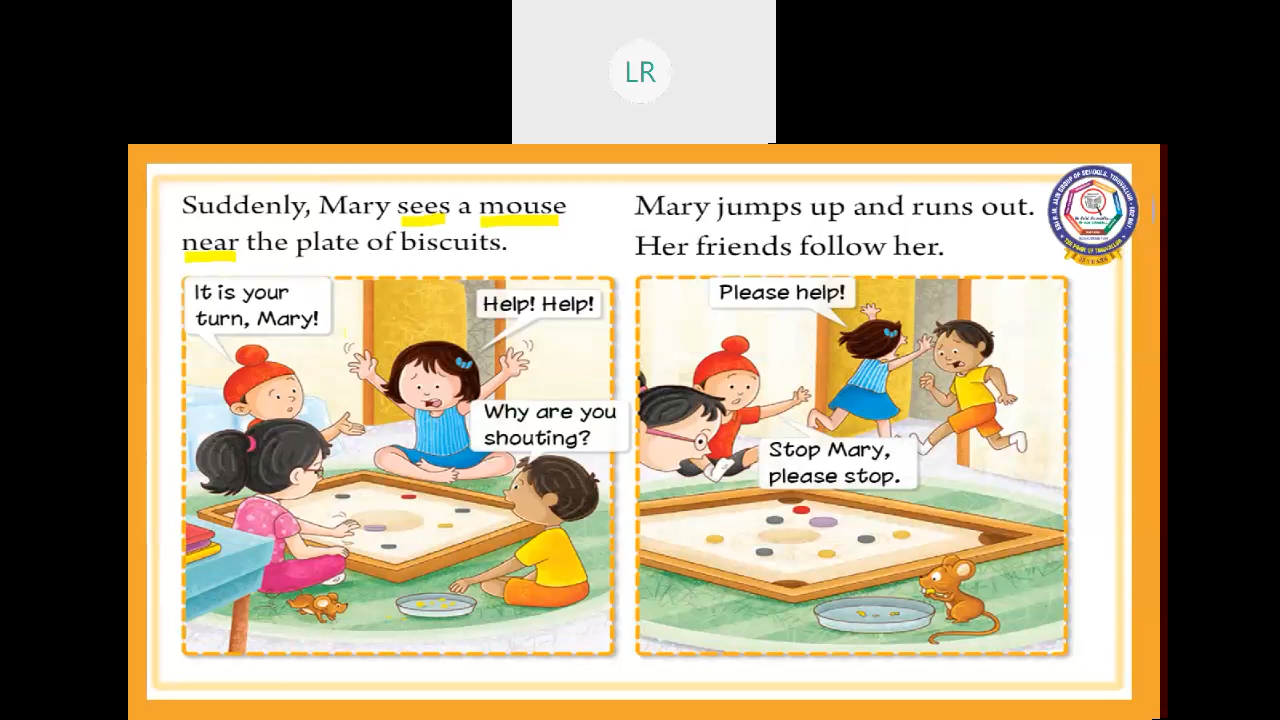 LR
Suddenly, Mary sees a mouse
near the plate of biscuits.
It is your
turn, Mary!
Help! Help!
Why are you
shouting?
Mary jumps up and runs out.
Her friends follow her.
Please help!
Stop Mary,
please stop.